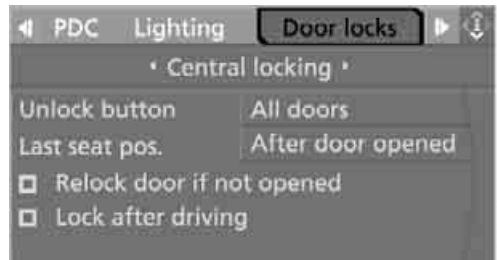 PDC Lighting Door locks
Central locking
Unlock button All doors
Last seat pos. After door opened
Relock door if not opened
Lock after driving